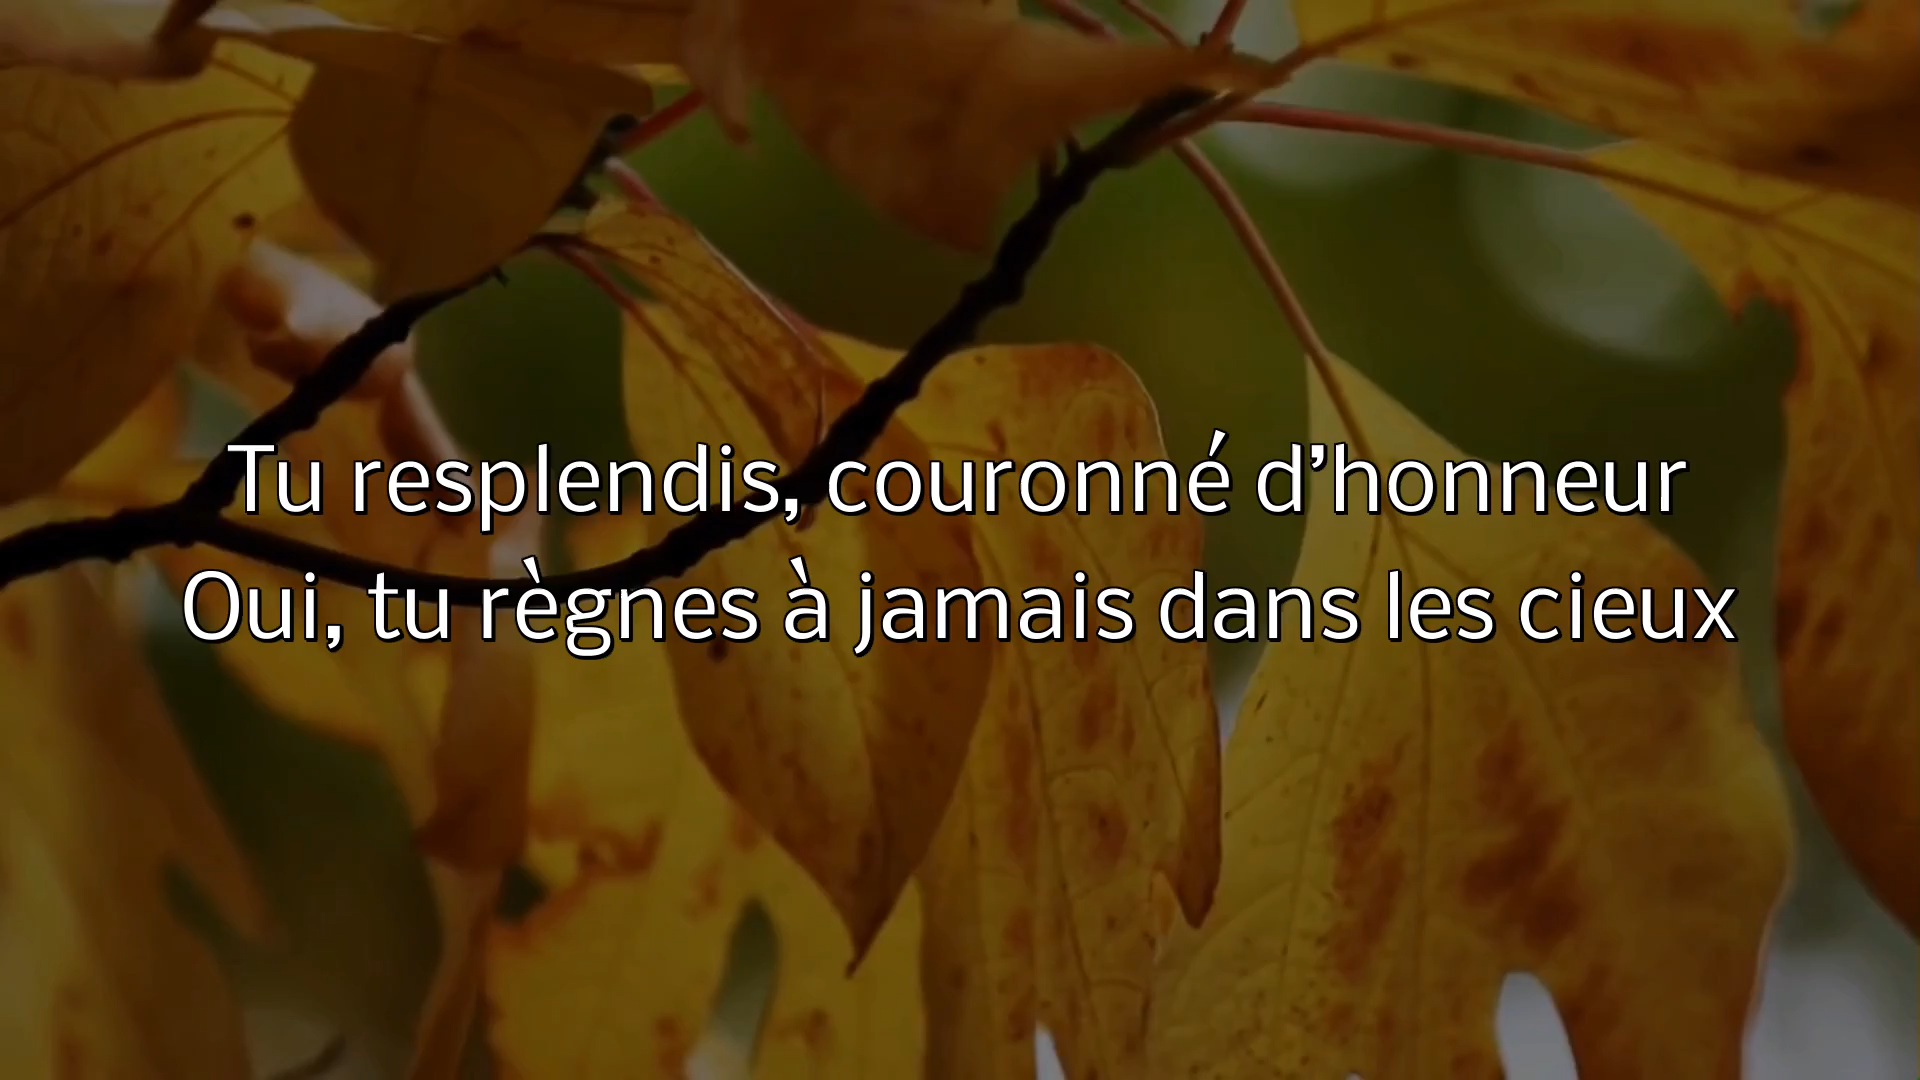 Tu resplendis, couronné d’honneur
Oui, tu règnes à jamais dans les cieux